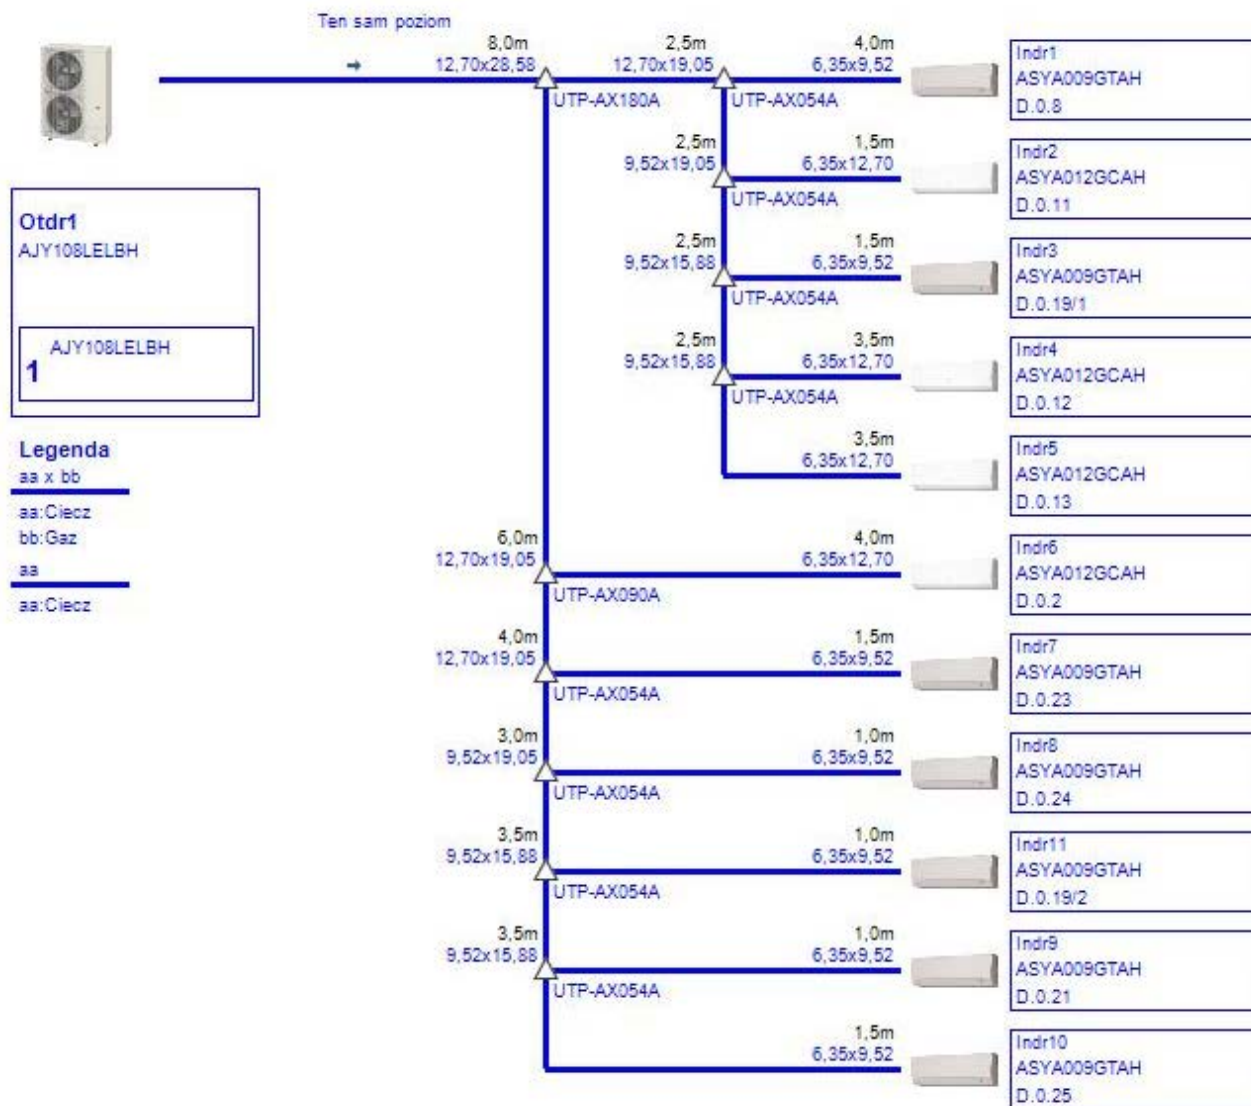 Ten sam poziom
8,0m
12,70x28,58
UTP-AX180A
2,5m
12,70x19,05
UTP-AX054A
4,0m
6,35x9,52
Indr1
ASYA009GTAH
D.0.8
2,5m
9,52x19,05
UTP-AX054A
1,5m
6,35x12,70
Indr2
ASYA012GCAH
D.0.11
2,5m
9,52x15,88
UTP-AX054A
1,5m
6,35x9,52
Indr3
ASYA009GTAH
D.0.19/1
2,5m
9,52x15,88
UTP-AX054A
3,5m
6,35x12,70
Indr4
ASYA012GCAH
D.0.12
3,5m
6,35x12,70
Indr5
ASYA012GCAH
D.0.13
Otdr1
AJY108LELBH
AJY108LELBH
1
Legenda
aa x bb
aa:Ciecz
bb:Gaz
aa
aa:Ciecz
6,0m
12,70x19,05
UTP-AX090A
4,0m
6,35x12,70
Indr6
ASYA012GCAH
D.0.2
4,0m
12,70x19,05
UTP-AX054A
1,5m
6,35x9,52
Indr7
ASYA009GTAH
D.0.23
3,0m
9,52x19,05
UTP-AX054A
1,0m
6,35x9,52
Indr8
ASYA009GTAH
D.0.24
3,5m
9,52x15,88
UTP-AX054A
1,0m
6,35x9,52
Indr11
ASYA009GTAH
D.0.19/2
3,5m
9,52x15,88
UTP-AX054A
1,0m
6,35x9,52
Indr9
ASYA009GTAH
D.0.21
1,5m
6,35x9,52
Indr10
ASYA009GTAH
D.0.25